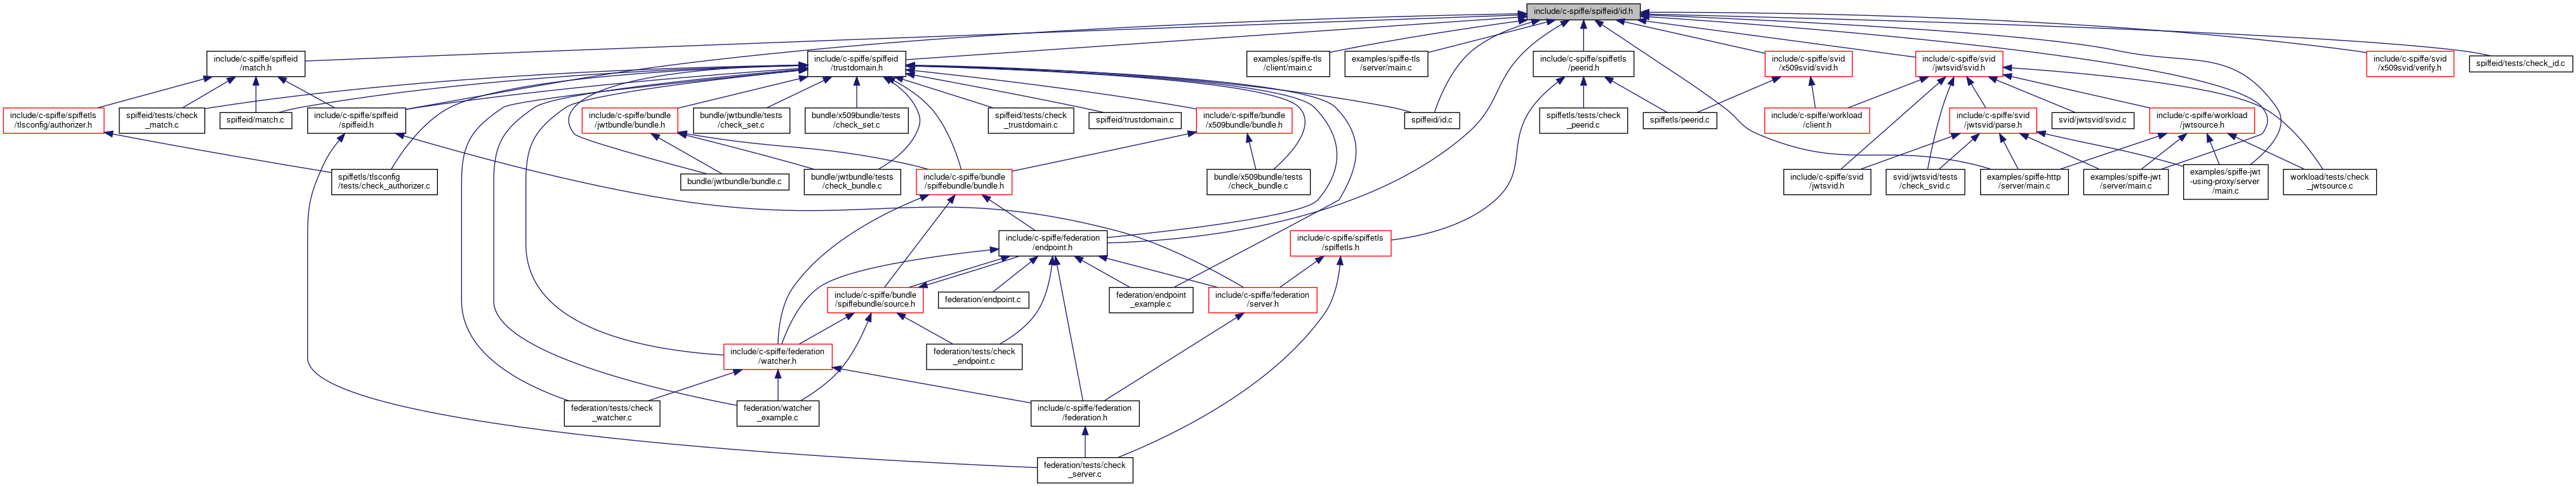 include/c-spiffe/spiffeid/id.h
include/c-spiffe/spiffeid
/match.h
include/c-spiffe/spiffeid
/trustdomain.h
examples/spiffe-tls
/client/main.c
examples/spiffe-tls
/server/main.c
include/c-spiffe/spiffetls
/peerid.h
include/c-spiffe/svid
/x509svid/svid.h
include/c-spiffe/svid
/jwtsvid/svid.h
include/c-spiffe/svid
/x509svid/verify.h
spiffeid/tests/check_id.c
include/c-spiffe/spiffetls
/tlsconfig/authorizer.h
spiffeid/tests/check
_match.c
spiffeid/match.c
include/c-spiffe/spiffeid
/spiffeid.h
include/c-spiffe/bundle
/jwtbundle/bundle.h
bundle/jwtbundle/tests
/check_set.c
bundle/x509bundle/tests
/check_set.c
spiffeid/tests/check
_trustdomain.c
spiffeid/trustdomain.c
include/c-spiffe/bundle
/x509bundle/bundle.h
spiffeid/id.c
spiffetls/tests/check
_peerid.c
spiffetls/peerid.c
include/c-spiffe/workload
/client.h
include/c-spiffe/svid
/jwtsvid/parse.h
svid/jwtsvid/svid.c
include/c-spiffe/workload
/jwtsource.h
spiffetls/tlsconfig
/tests/check_authorizer.c
bundle/jwtbundle/bundle.c
bundle/jwtbundle/tests
/check_bundle.c
include/c-spiffe/bundle
/spiffebundle/bundle.h
bundle/x509bundle/tests
/check_bundle.c
include/c-spiffe/svid
/jwtsvid.h
svid/jwtsvid/tests
/check_svid.c
examples/spiffe-http
/server/main.c
examples/spiffe-jwt
/server/main.c
examples/spiffe-jwt
-using-proxy/server
/main.c
workload/tests/check
_jwtsource.c
include/c-spiffe/federation
/endpoint.h
include/c-spiffe/spiffetls
/spiffetls.h
include/c-spiffe/bundle
/spiffebundle/source.h
federation/endpoint.c
federation/endpoint
_example.c
include/c-spiffe/federation
/server.h
include/c-spiffe/federation
/watcher.h
federation/tests/check
_endpoint.c
federation/tests/check
_watcher.c
federation/watcher
_example.c
include/c-spiffe/federation
/federation.h
federation/tests/check
_server.c